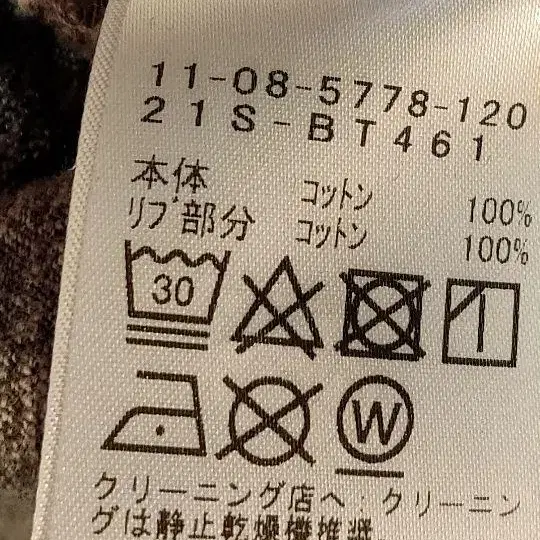 11-08-5778-120
21S-BT461
本体 コットン 100%
リブ部分 コットン 100%
30
W
クリーニング店へ クリーニン
グは静止乾燥機推奨